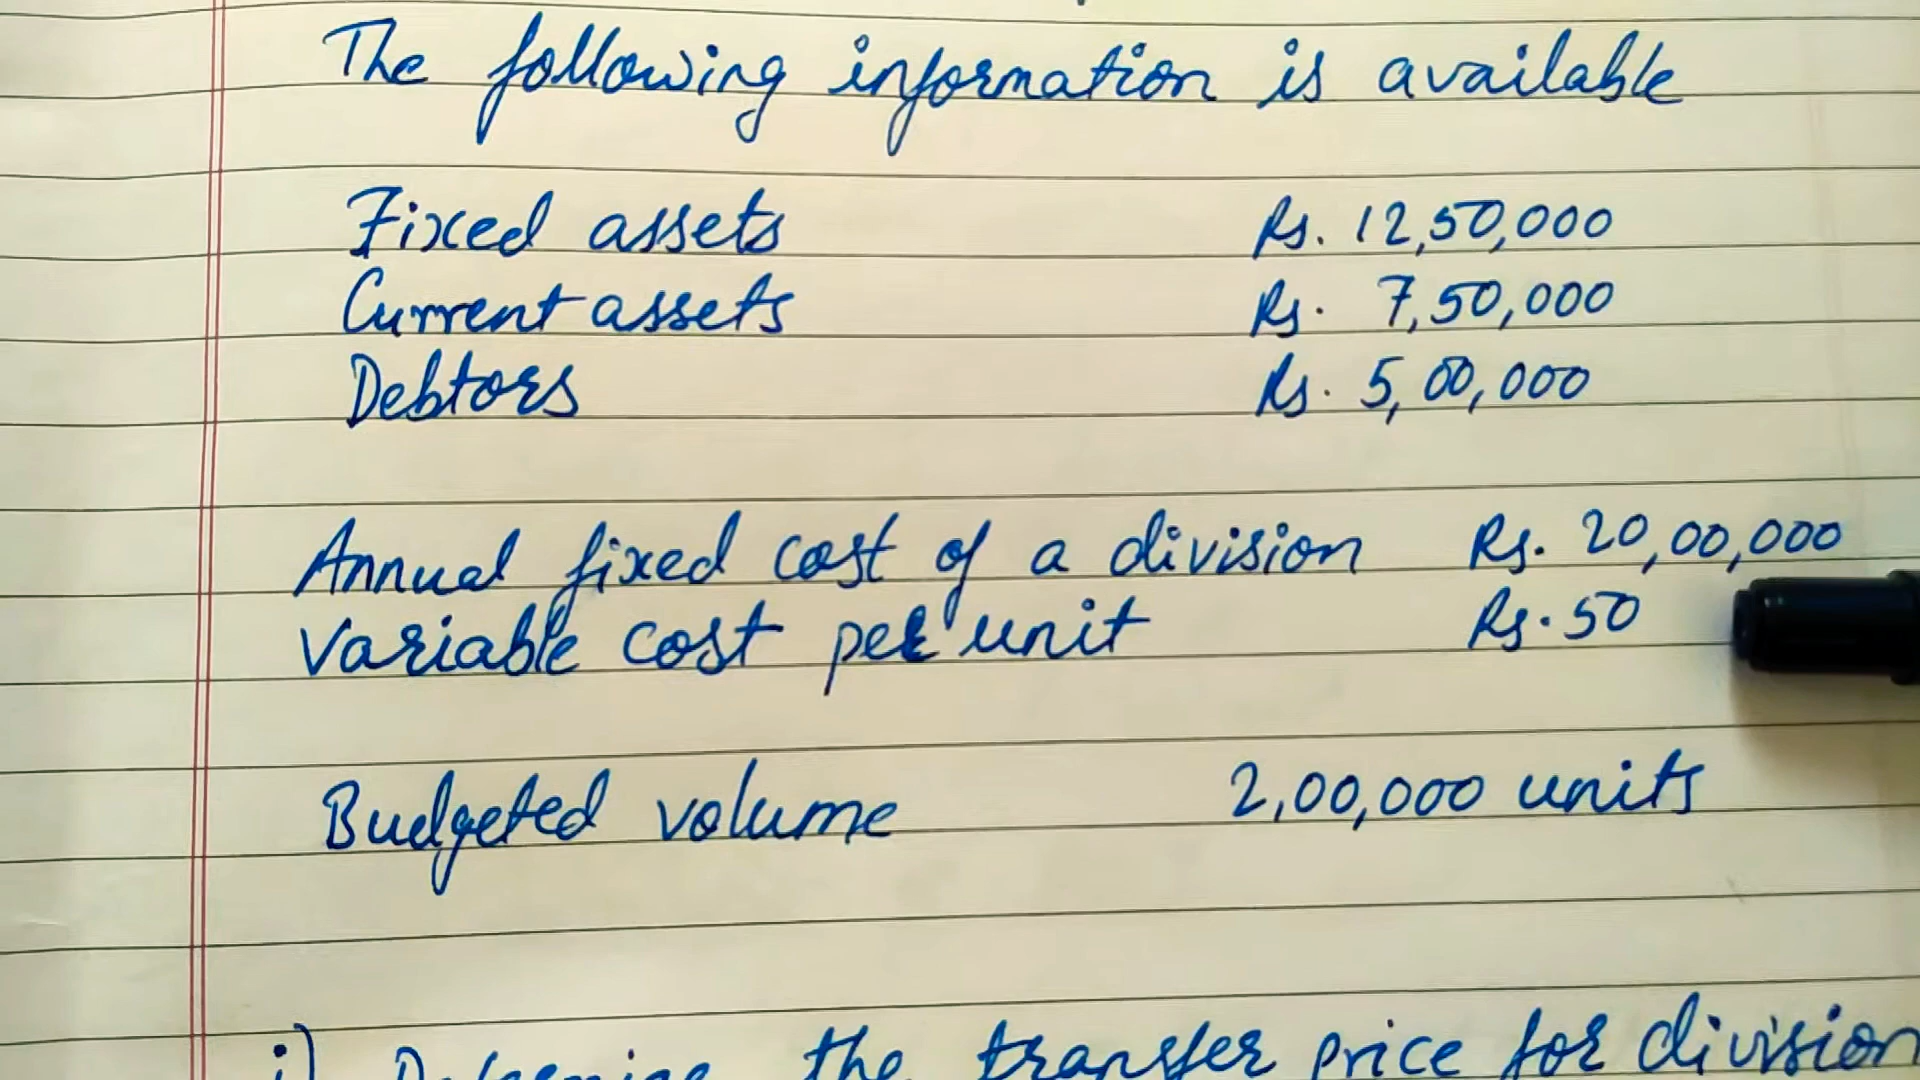 The following information is available
Fixed assets Rs. 12,50,000
Current assets Rs. 7,50,000
Debtors Rs. 5,00,000
Annual fixed cost of a division Rs. 20,00,000
Variable cost per unit Rs. 50
Budgeted volume 2,00,000 units
i) Determine the transfer price for division